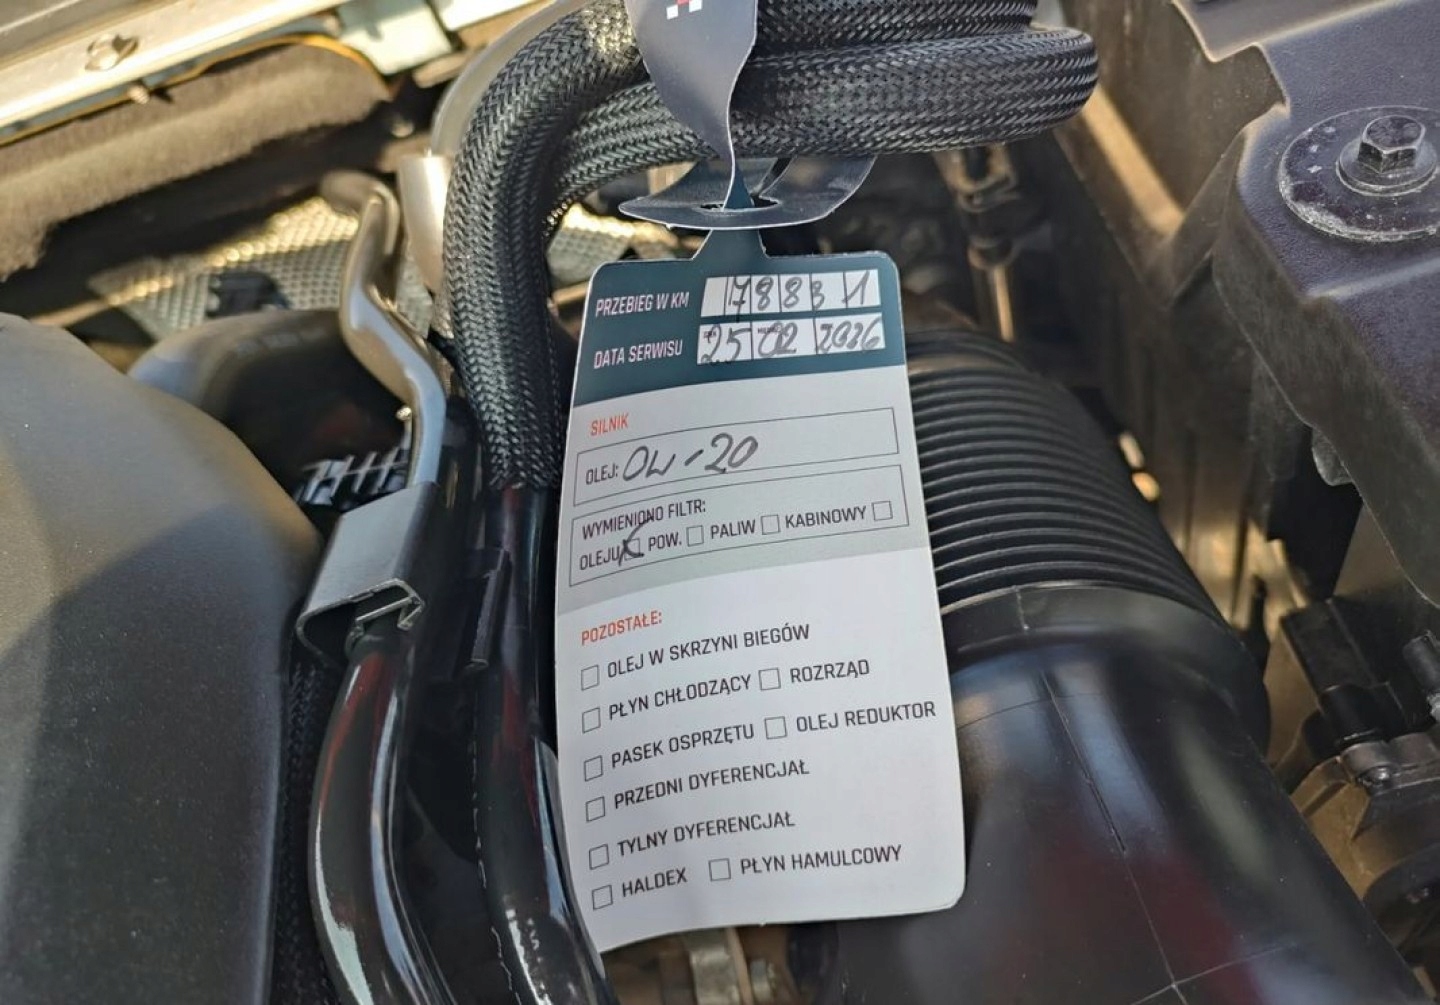 PRZEBIEG W KM 178831
DATA SERWISU 25 02 2026
SILNIK
OLEJ: 0W-20
WYMIENIONO FILTR:
OLEJU POW. PALIW KABINOWY
POZOSTAŁE:
OLEJ W SKRZYNI BIEGÓW
PŁYN CHŁODZĄCY ROZRZĄD
PASEK OSPRZĘTU OLEJ REDUKTOR
PRZEDNI DYFERENCJAŁ
TYLNY DYFERENCJAŁ
HALDEX PŁYN HAMULCOWY